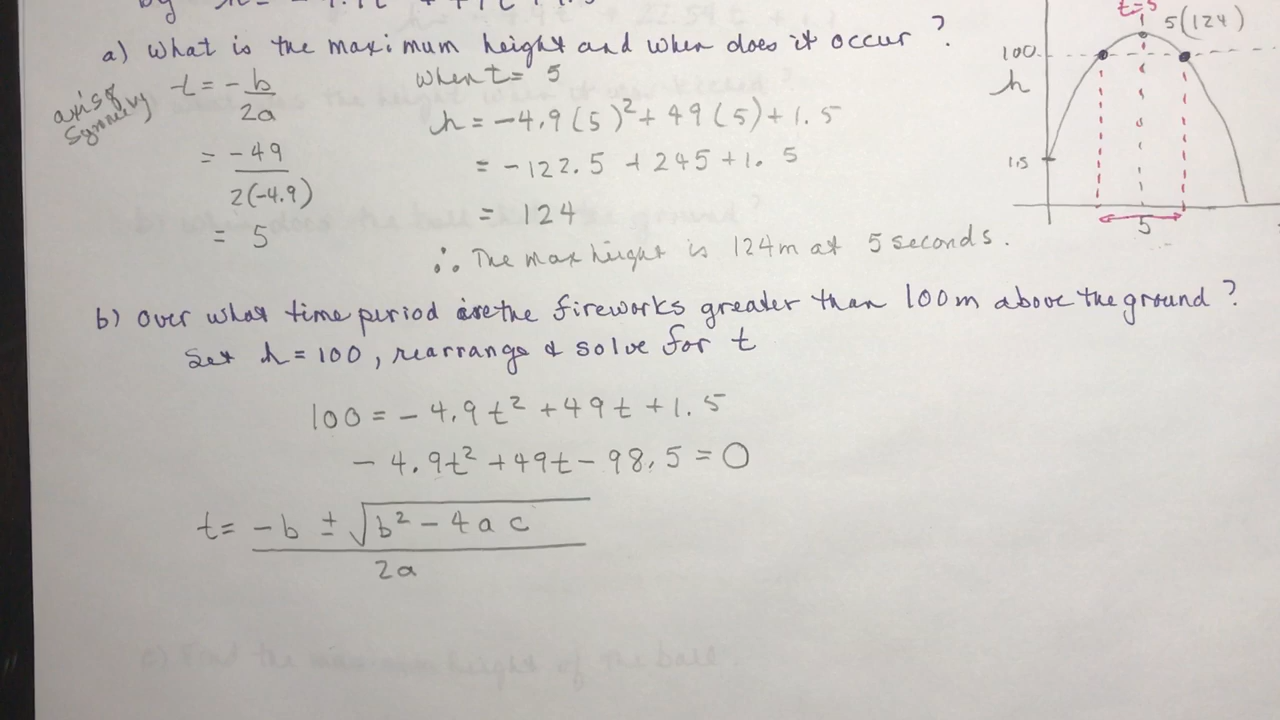 a) What is the maximum height and when does it occur?
axis of
symmetry
t = -b
2a
= -49
2(-4.9)
= 5
when t = 5
h = -4.9(5)² + 49(5) + 1.5
= -122.5 + 245 + 1.5
= 124
∴ The max height is 124m at 5 seconds.
t=5
5(124)
100
h
1.5
5
b) Over what time period are the fireworks greater than 100m above the ground?
Set h = 100, rearrange & solve for t
100 = -4.9t² + 49t + 1.5
-4.9t² + 49t - 98.5 = 0
t = -b ± √b² - 4ac
2a